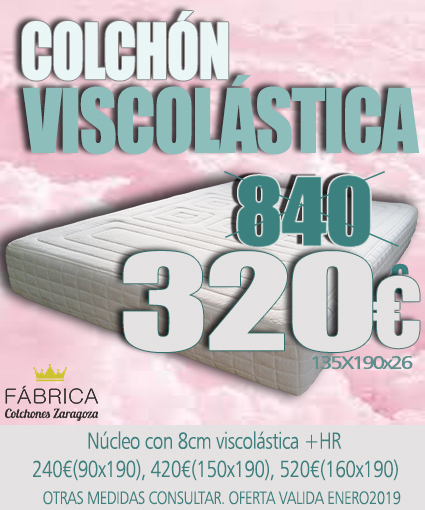 COLCHÓN
VISCOLÁSTICA
840
320€
135X190x26
FÁBRICA
Colchones Zaragoza
Núcleo con 8cm viscolástica +HR
240€(90x190), 420€(150x190), 520€(160x190)
OTRAS MEDIDAS CONSULTAR. OFERTA VALIDA ENERO2019